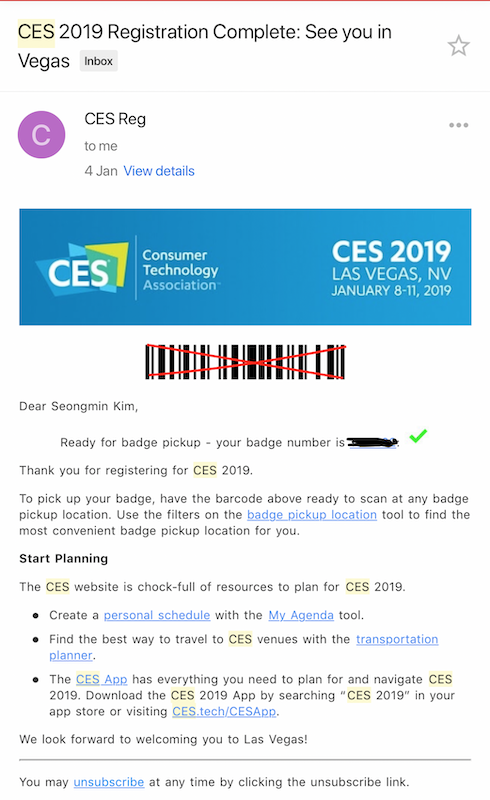 CES 2019 Registration Complete: See you in
Vegas Inbox
C
CES Reg
to me
4 Jan View details
CES
Consumer
Technology
Association™
CES 2019
LAS VEGAS, NV
JANUARY 8-11, 2019
Dear Seongmin Kim,
Ready for badge pickup - your badge number is
Thank you for registering for CES 2019.
To pick up your badge, have the barcode above ready to scan at any badge
pickup location. Use the filters on the badge pickup location tool to find the
most convenient badge pickup location for you.
Start Planning
The CES website is chock-full of resources to plan for CES 2019.
• Create a personal schedule with the My Agenda tool.
• Find the best way to travel to CES venues with the transportation
planner.
• The CES App has everything you need to plan for and navigate CES
2019. Download the CES 2019 App by searching “CES 2019” in your
app store or visiting CES.tech/CESApp.
We look forward to welcoming you to Las Vegas!
You may unsubscribe at any time by clicking the unsubscribe link.